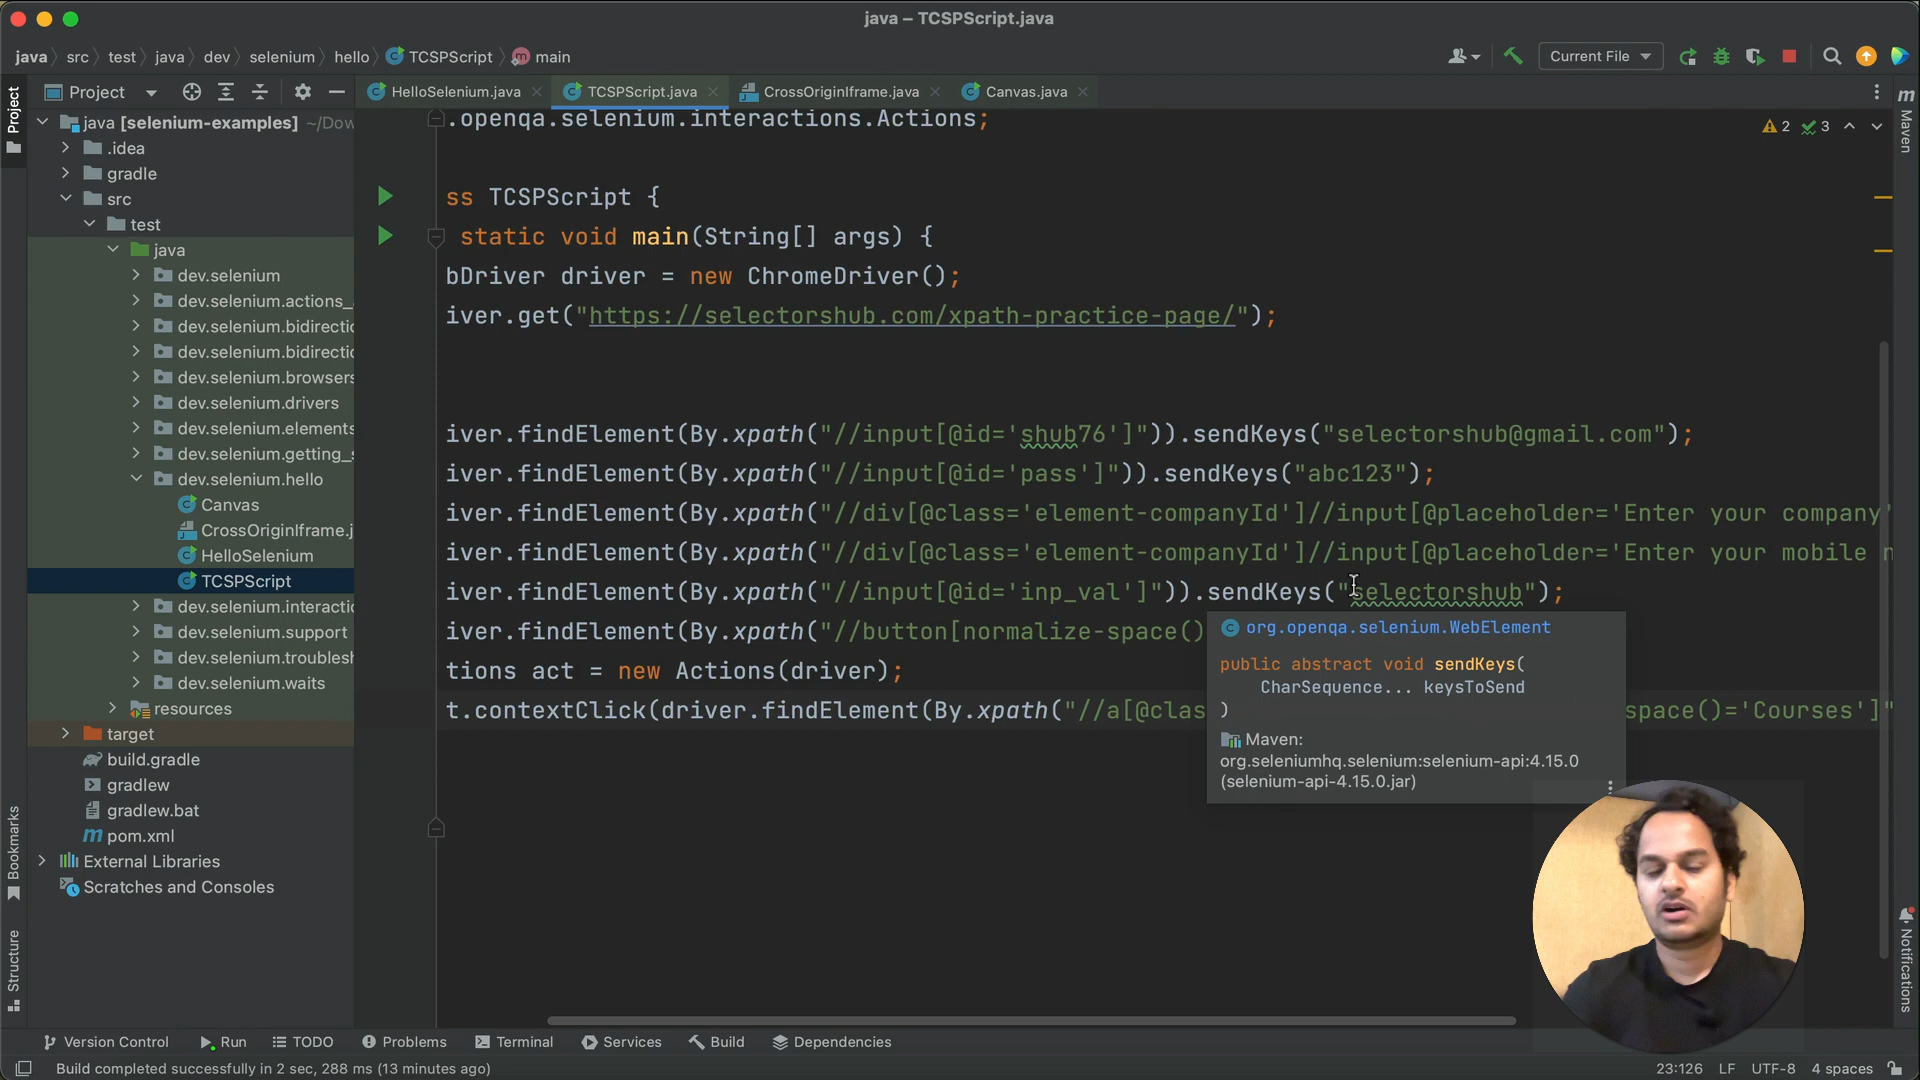 java – TCSPScript.java
java src test java dev selenium hello TCSPScript main
Current File
Project
HelloSelenium.java
TCSPScript.java
CrossOriginIframe.java
Canvas.java
Project
java [selenium-examples] ~/Dow
.idea
gradle
src
test
java
dev.selenium
dev.selenium.actions_
dev.selenium.bidirectio
dev.selenium.bidirectio
dev.selenium.browsers
dev.selenium.drivers
dev.selenium.elements
dev.selenium.getting_s
dev.selenium.hello
Canvas
CrossOriginIframe.j
HelloSelenium
TCSPScript
dev.selenium.interactio
dev.selenium.support
dev.selenium.troublesh
dev.selenium.waits
resources
target
build.gradle
gradlew
gradlew.bat
pom.xml
External Libraries
Scratches and Consoles
Bookmarks
Structure
.openqa.selenium.interactions.Actions;
2 3
ss TCSPScript {
static void main(String[] args) {
bDriver driver = new ChromeDriver();
iver.get("https://selectorshub.com/xpath-practice-page/");
iver.findElement(By.xpath("//input[@id='shub76']")).sendKeys("selectorshub@gmail.com");
iver.findElement(By.xpath("//input[@id='pass']")).sendKeys("abc123");
iver.findElement(By.xpath("//div[@class='element-companyId']//input[@placeholder='Enter your company'
iver.findElement(By.xpath("//div[@class='element-companyId']//input[@placeholder='Enter your mobile n
iver.findElement(By.xpath("//input[@id='inp_val']")).sendKeys("selectorshub");
iver.findElement(By.xpath("//button[normalize-space()
tions act = new Actions(driver);
t.contextClick(driver.findElement(By.xpath("//a[@clas space()='Courses']"
org.openqa.selenium.WebElement
public abstract void sendKeys(
CharSequence... keysToSend
)
Maven:
org.seleniumhq.selenium:selenium-api:4.15.0
(selenium-api-4.15.0.jar)
m
Maven
Notifications
Version Control
Run
TODO
Problems
Terminal
Services
Build
Dependencies
Build completed successfully in 2 sec, 288 ms (13 minutes ago)
23:126 LF UTF-8 4 spaces